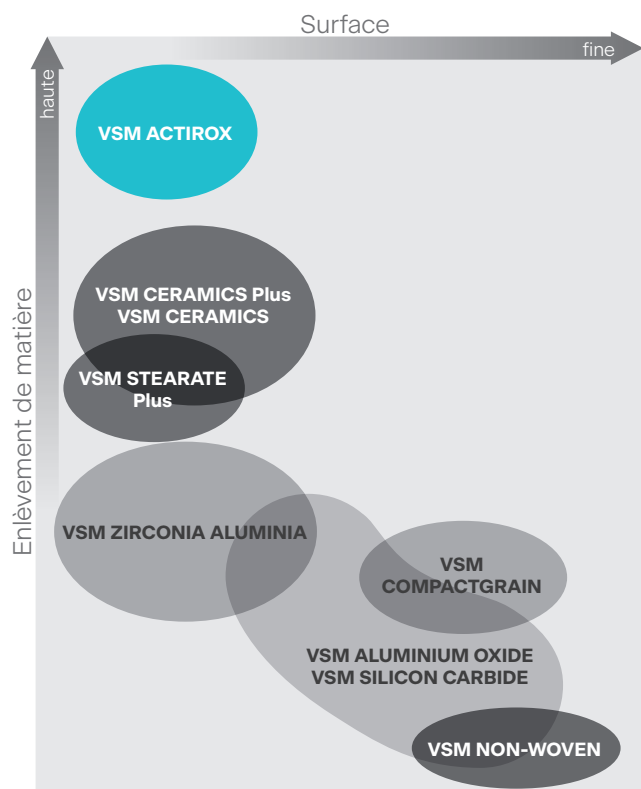 Surface
fine
haute
Enlèvement de matière
VSM ACTIROX
VSM CERAMICS Plus
VSM CERAMICS
VSM STEARATE
Plus
VSM ZIRCONIA ALUMINIA
VSM
COMPACTGRAIN
VSM ALUMINIUM OXIDE
VSM SILICON CARBIDE
VSM NON-WOVEN